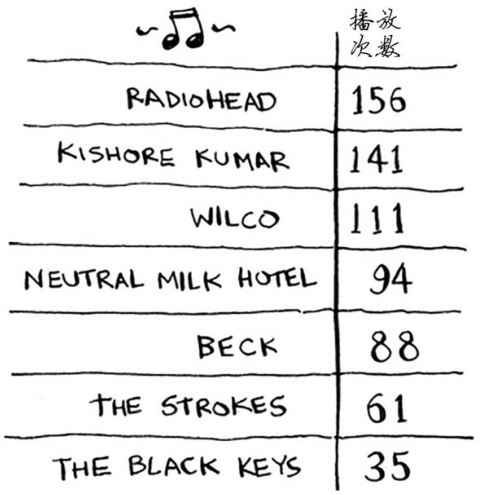 播放
次数
RADIOHEAD 156
KISHORE KUMAR 141
WILCO 111
NEUTRAL MILK HOTEL 94
BECK 88
THE STROKES 61
THE BLACK KEYS 35